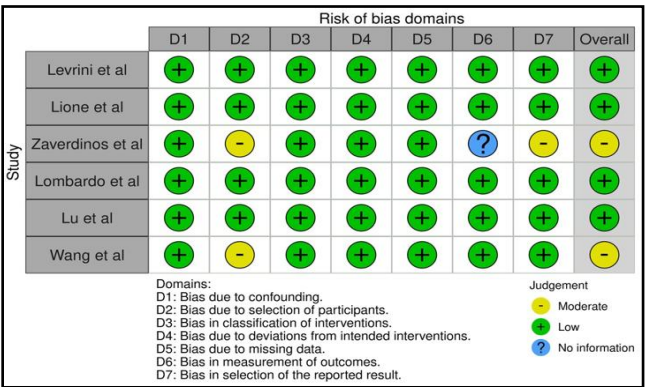 Risk of bias domains
D1 D2 D3 D4 D5 D6 D7 Overall
Study
Levrini et al + + + + + + + +
Lione et al + + + + + + + +
Zaverdinos et al + - + + + ? - -
Lombardo et al + + + + + + + +
Lu et al + + + + + + + +
Wang et al + - + + + + + -
Domains:
D1: Bias due to confounding.
D2: Bias due to selection of participants.
D3: Bias in classification of interventions.
D4: Bias due to deviations from intended interventions.
D5: Bias due to missing data.
D6: Bias in measurement of outcomes.
D7: Bias in selection of the reported result.
Judgement
- Moderate
+ Low
? No information